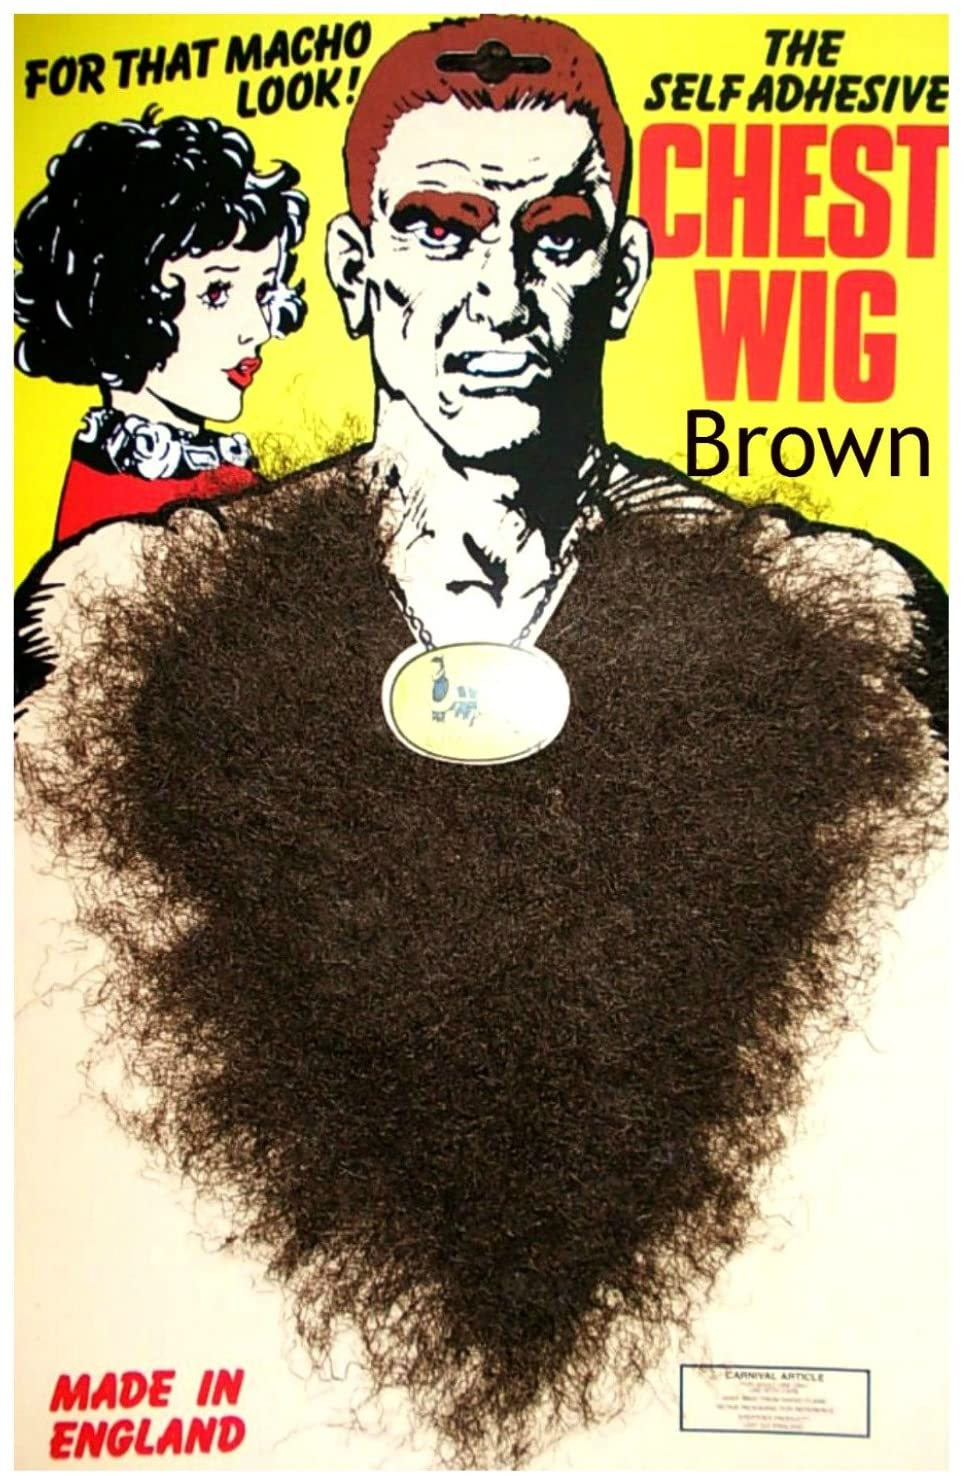 FOR THAT MACHO
LOOK!
THE
SELF ADHESIVE
CHEST
WIG
Brown
MADE IN
ENGLAND
CARNIVAL ARTICLE